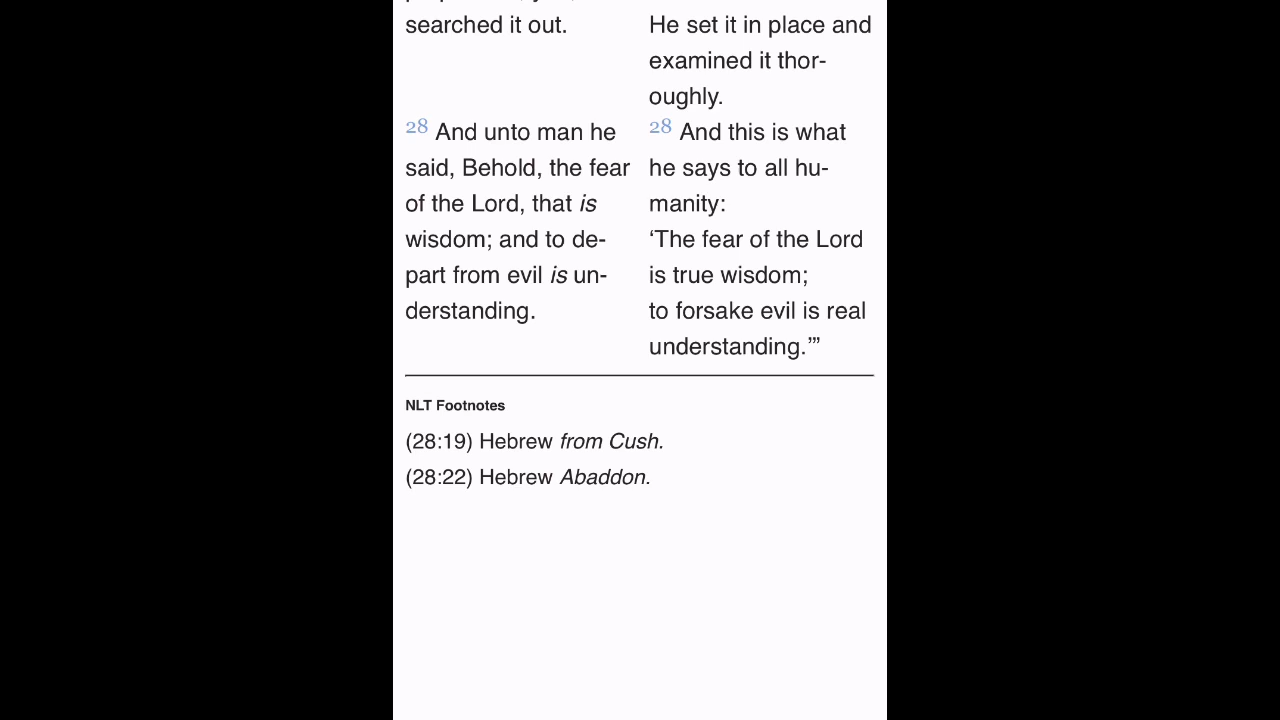 searched it out.
28 And unto man he
said, Behold, the fear
of the Lord, that is
wisdom; and to de-
part from evil is un-
derstanding.
He set it in place and
examined it thor-
oughly.
28 And this is what
he says to all hu-
manity:
‘The fear of the Lord
is true wisdom;
to forsake evil is real
understanding.’”
NLT Footnotes
(28:19) Hebrew from Cush.
(28:22) Hebrew Abaddon.